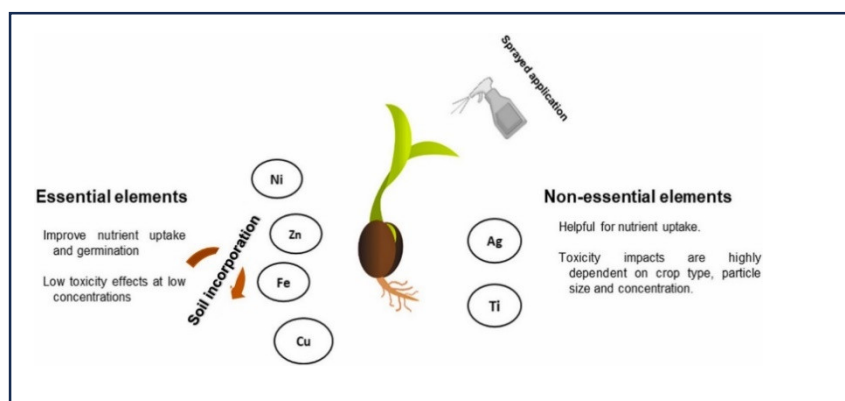 Sprayed application
Essential elements
Improve nutrient uptake
and germination
Low toxicity effects at low
concentrations
Soil incorporation
Ni
Zn
Fe
Cu
Ag
Ti
Non-essential elements
Helpful for nutrient uptake.
Toxicity impacts are highly
dependent on crop type, particle
size and concentration.